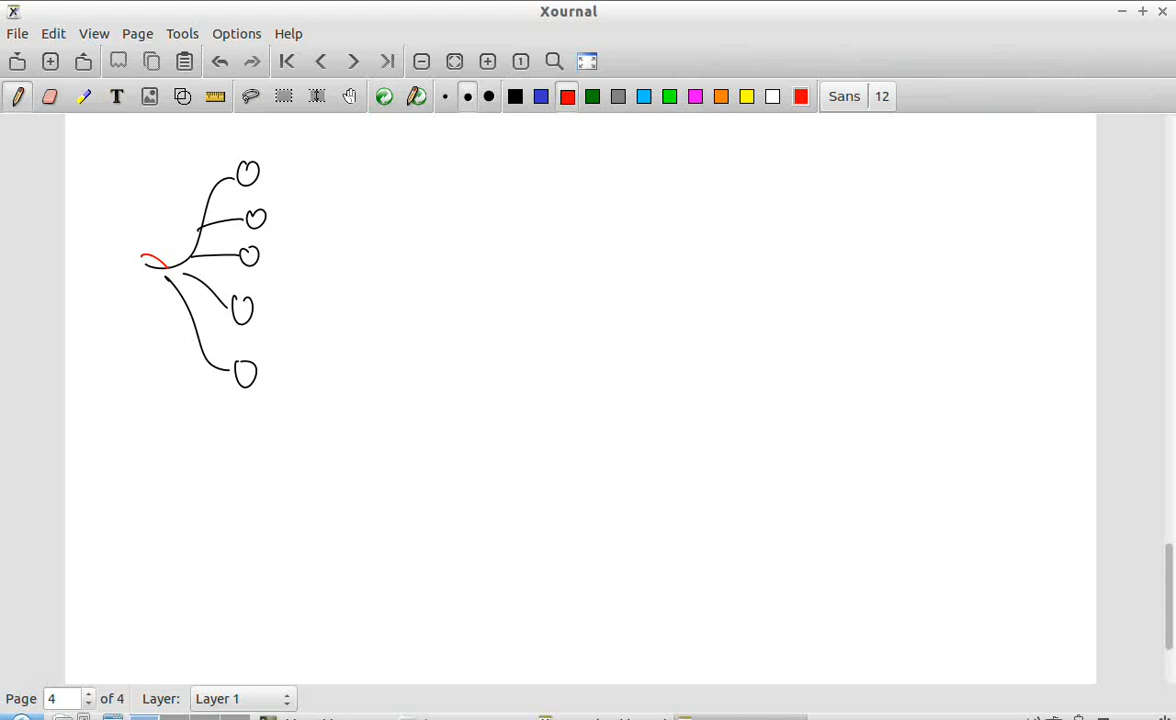 Xournal
File Edit View Page Tools Options Help
T Sans 12
Page 4 of 4 Layer: Layer 1